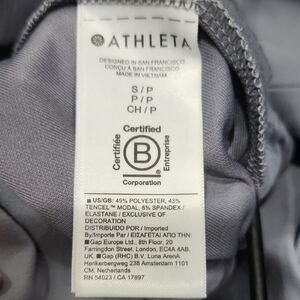 ATHLETA
DESIGNED IN SAN FRANCISCO
CONÇU À SAN FRANCISCO
MADE IN VIETNAM
S / P
P / P
CH / P
Certified
Certifiée
B
Entreprise
Corporation
US/GB: 49% POLYESTER, 43%
TENCEL™ MODAL, 8% SPANDEX /
ELASTANE / EXCLUSIVE OF
DECORATION
DISTRIBUIDO POR / Imported
By/Importe Par / ΕΙΣΑΓΕΤΑΙ ΑΠΟ ΤΗΝ:
Gap Europe Ltd., 8th Floor, 20
Farringdon Street, London, EC4A-4AB,
UK. Gap (RHC) B.V. Luna ArenA
Herikerbergweg 238 Amsterdam 1101
CM, Netherlands
RN 54023 / CA 17897